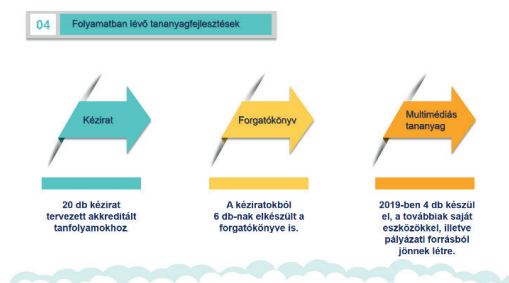 04 Folyamatban lévő tananyagfejlesztések
Kézirat
Forgatókönyv
Multimédiás
tananyag
20 db kézirat
tervezett akkreditált
tanfolyamokhoz
A kéziratokból
6 db-nak elkészült a
forgatókönyve is.
2019-ben 4 db készül
el, a továbbiak saját
eszközökkel, illetve
pályázati forrásból
jönnek létre.